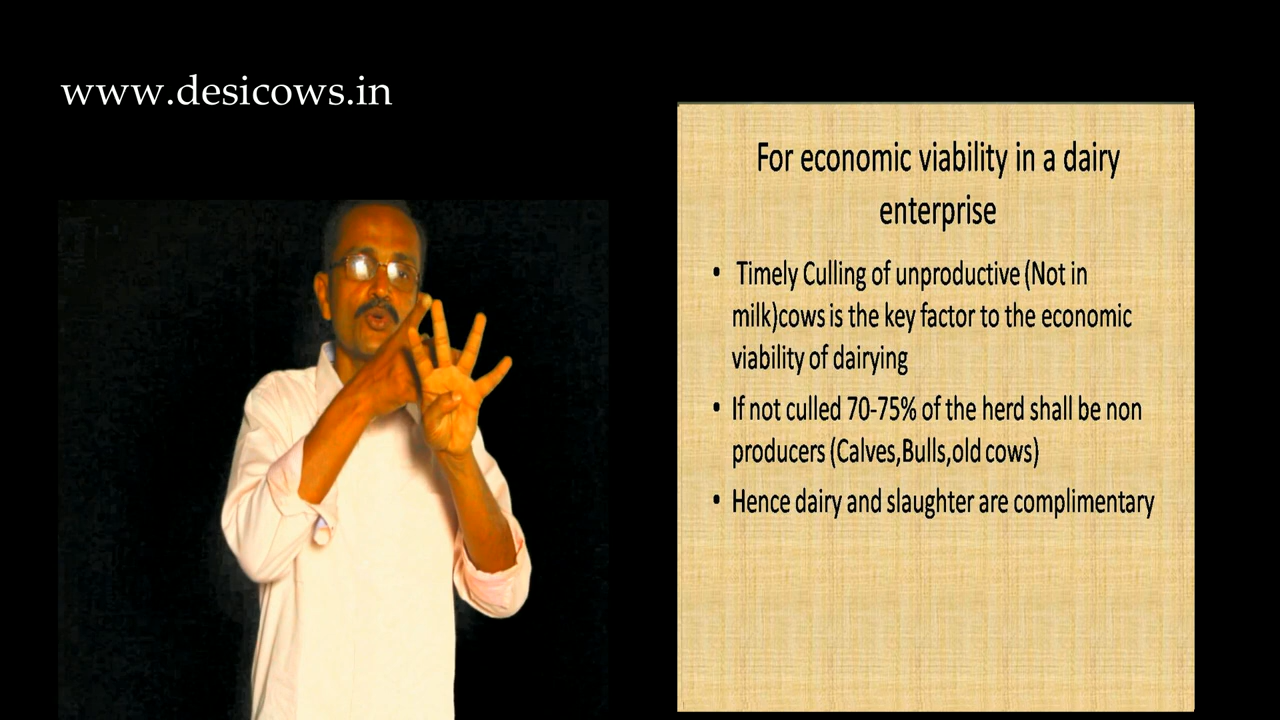 www.desicows.in
For economic viability in a dairy
enterprise
• Timely Culling of unproductive (Not in
milk)cows is the key factor to the economic
viability of dairying
• If not culled 70-75% of the herd shall be non
producers (Calves,Bulls,old cows)
• Hence dairy and slaughter are complimentary